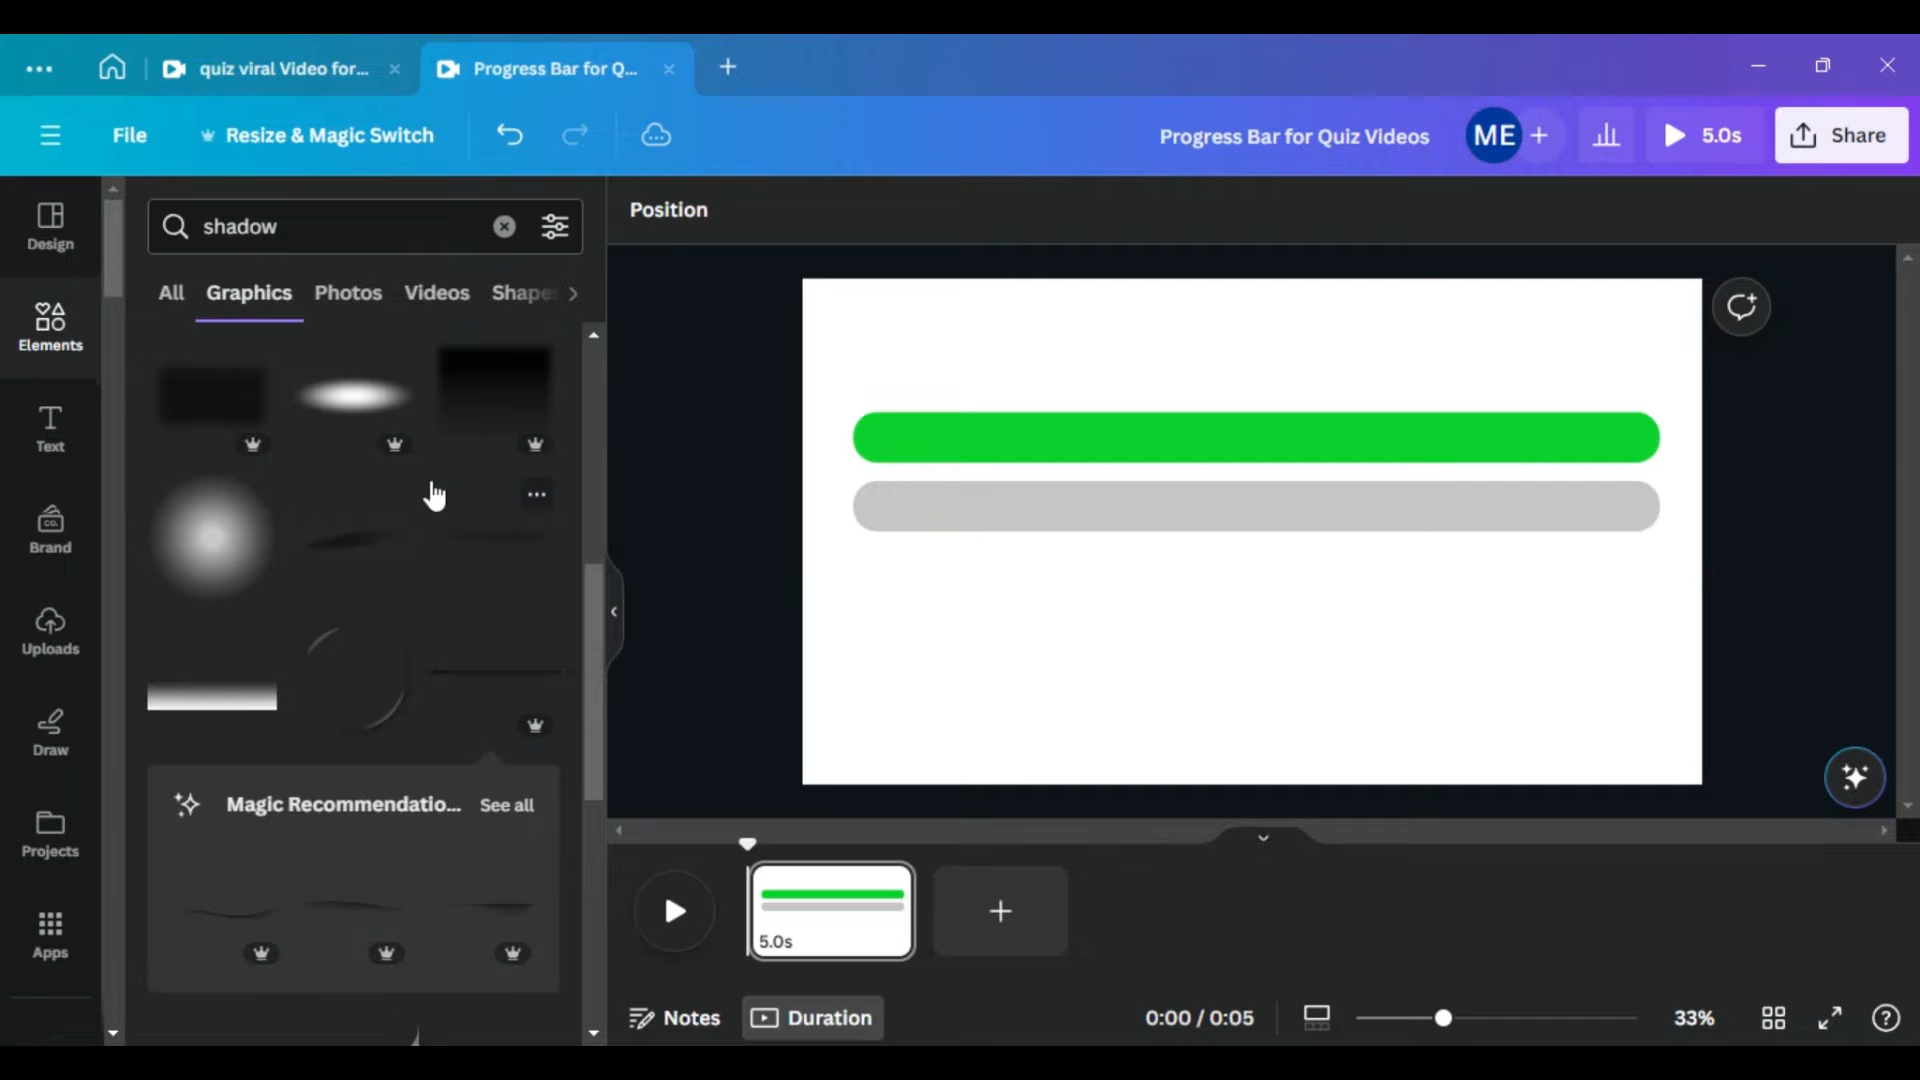 quiz viral Video for...
Progress Bar for Q...
File
Resize & Magic Switch
Progress Bar for Quiz Videos
ME
5.0s
Share
Design
Elements
Text
Brand
CO.
Uploads
Draw
Projects
Apps
shadow
All
Graphics
Photos
Videos
Shape
Magic Recommendatio...
See all
Position
5.0s
Notes
Duration
0:00 / 0:05
33%